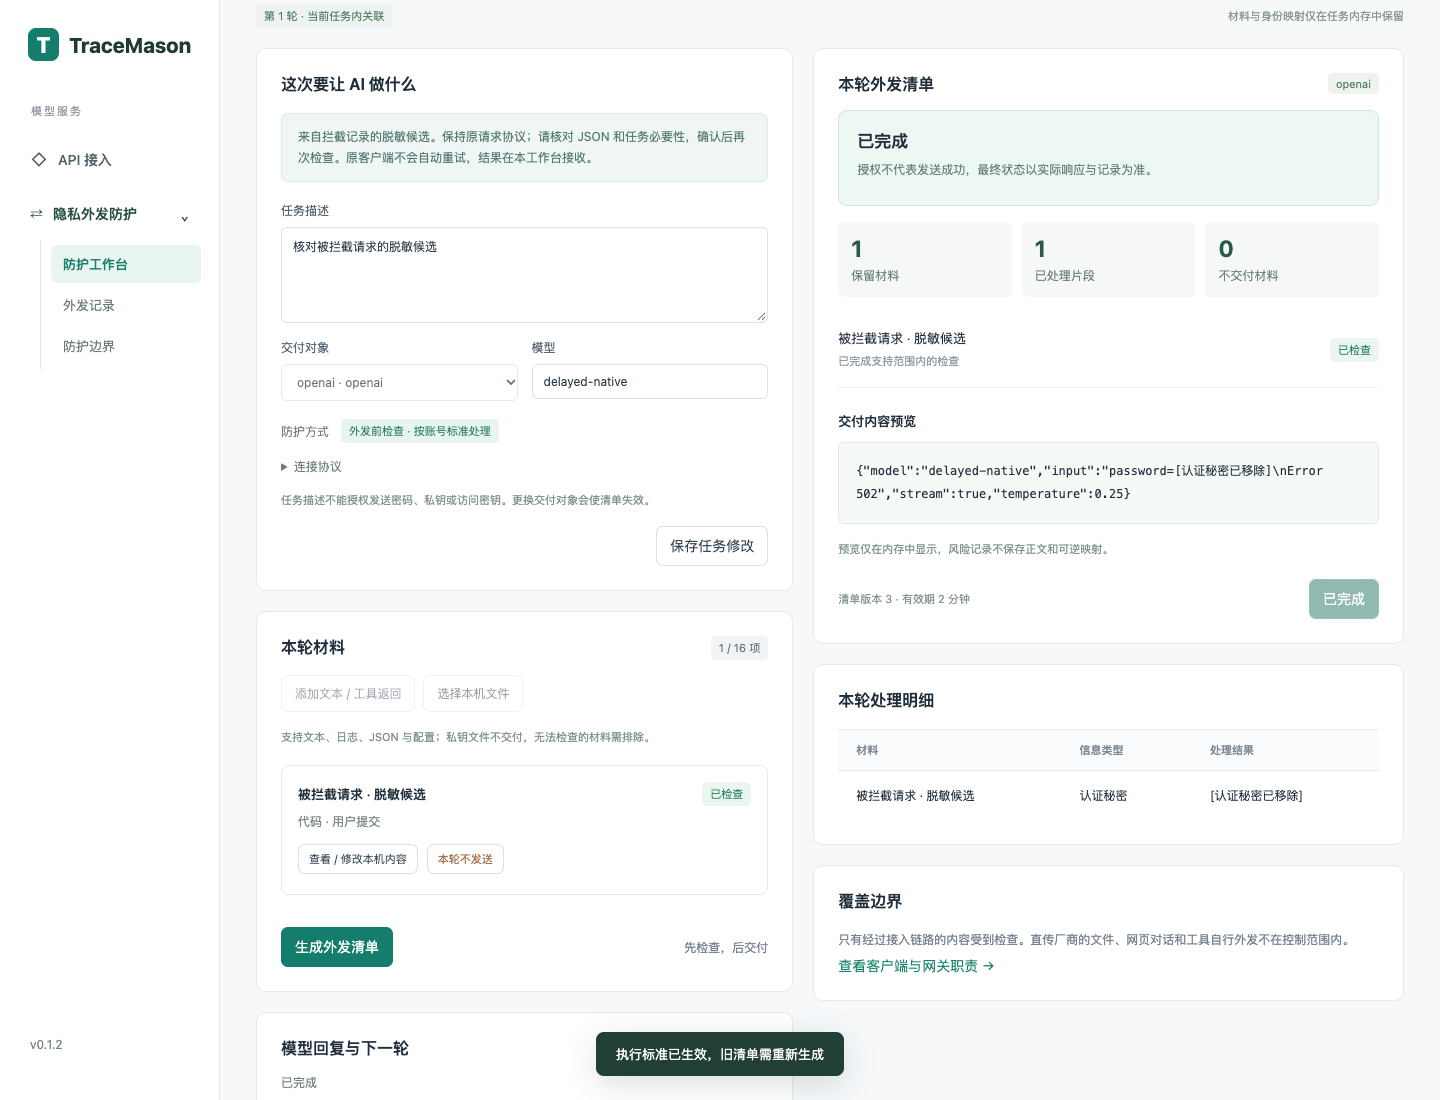 T TraceMason
模型服务
API 接入
隐私外发防护
防护工作台
外发记录
防护边界
v0.1.2
第 1 轮 · 当前任务内关联
材料与身份映射仅在任务内存中保留
这次要让 AI 做什么
来自拦截记录的脱敏候选。保持原请求协议；请核对 JSON 和任务必要性，确认后再
次检查。原客户端不会自动重试，结果在本工作台接收。
任务描述
核对被拦截请求的脱敏候选
交付对象
模型
openai · openai
delayed-native
防护方式
外发前检查 · 按账号标准处理
连接协议
任务描述不能授权发送密码、私钥或访问密钥。更换交付对象会使清单失效。
保存任务修改
本轮材料
1 / 16 项
添加文本 / 工具返回
选择本机文件
支持文本、日志、JSON 与配置；私钥文件不交付，无法检查的材料需排除。
被拦截请求 · 脱敏候选
已检查
代码 · 用户提交
查看 / 修改本机内容
本轮不发送
生成外发清单
先检查，后交付
模型回复与下一轮
已完成
本轮外发清单
openai
已完成
授权不代表发送成功，最终状态以实际响应与记录为准。
1
保留材料
1
已处理片段
0
不交付材料
被拦截请求 · 脱敏候选
已完成支持范围内的检查
已检查
交付内容预览
{"model":"delayed-native","input":"password=[认证秘密已移除]\nError
502","stream":true,"temperature":0.25}
预览仅在内存中显示，风险记录不保存正文和可逆映射。
清单版本 3 · 有效期 2 分钟
已完成
本轮处理明细
材料 信息类型 处理结果
被拦截请求 · 脱敏候选 认证秘密 [认证秘密已移除]
覆盖边界
只有经过接入链路的内容受到检查。直传厂商的文件、网页对话和工具自行外发不在控制范围内。
查看客户端与网关职责 →
执行标准已生效，旧清单需重新生成